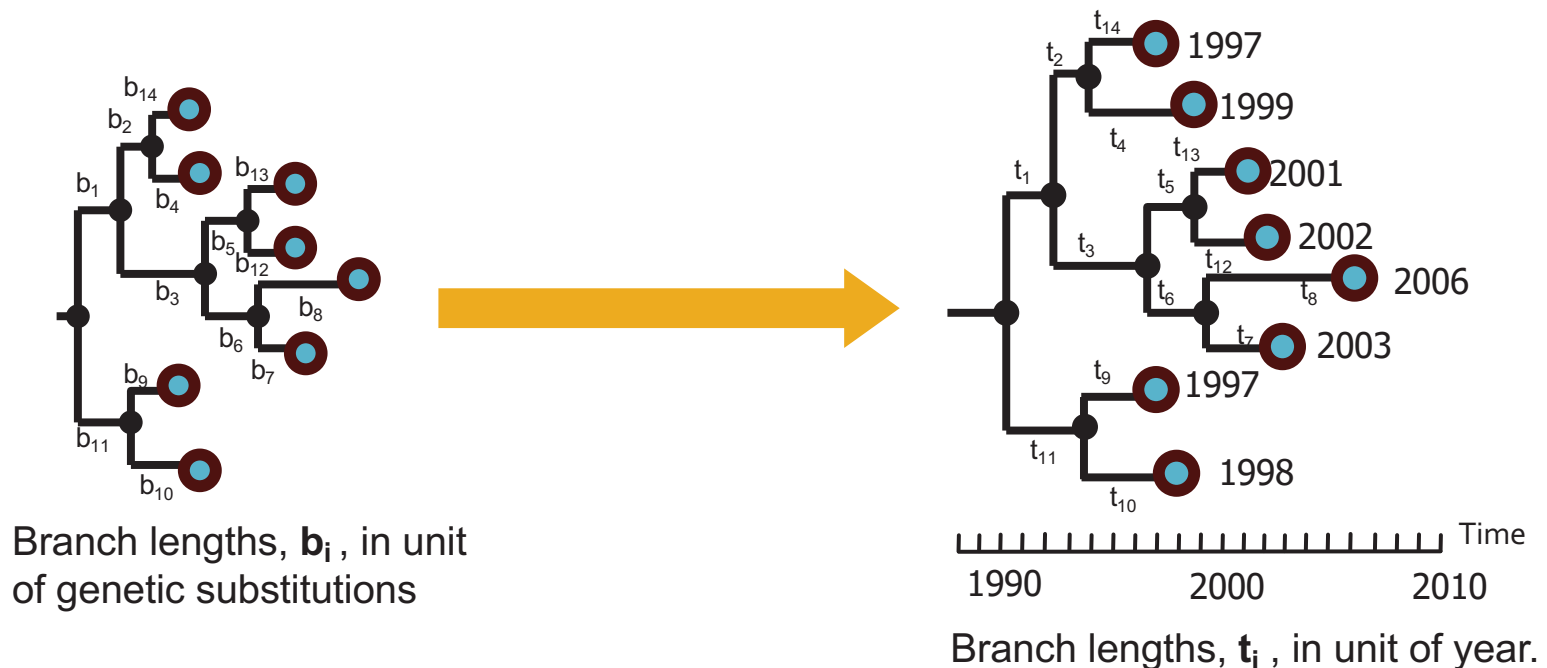 b14
b2
b4
b1
b13
b5
b12
b3
b8
b6
b7
b9
b11
b10
Branch lengths, bi , in unit
of genetic substitutions
t14
1997
t2
1999
t4
t13
2001
t1
t5
2002
t3
t12
2006
t6
t8
t7
2003
t9
1997
t11
1998
t10
Time
1990 2000 2010
Branch lengths, ti , in unit of year.